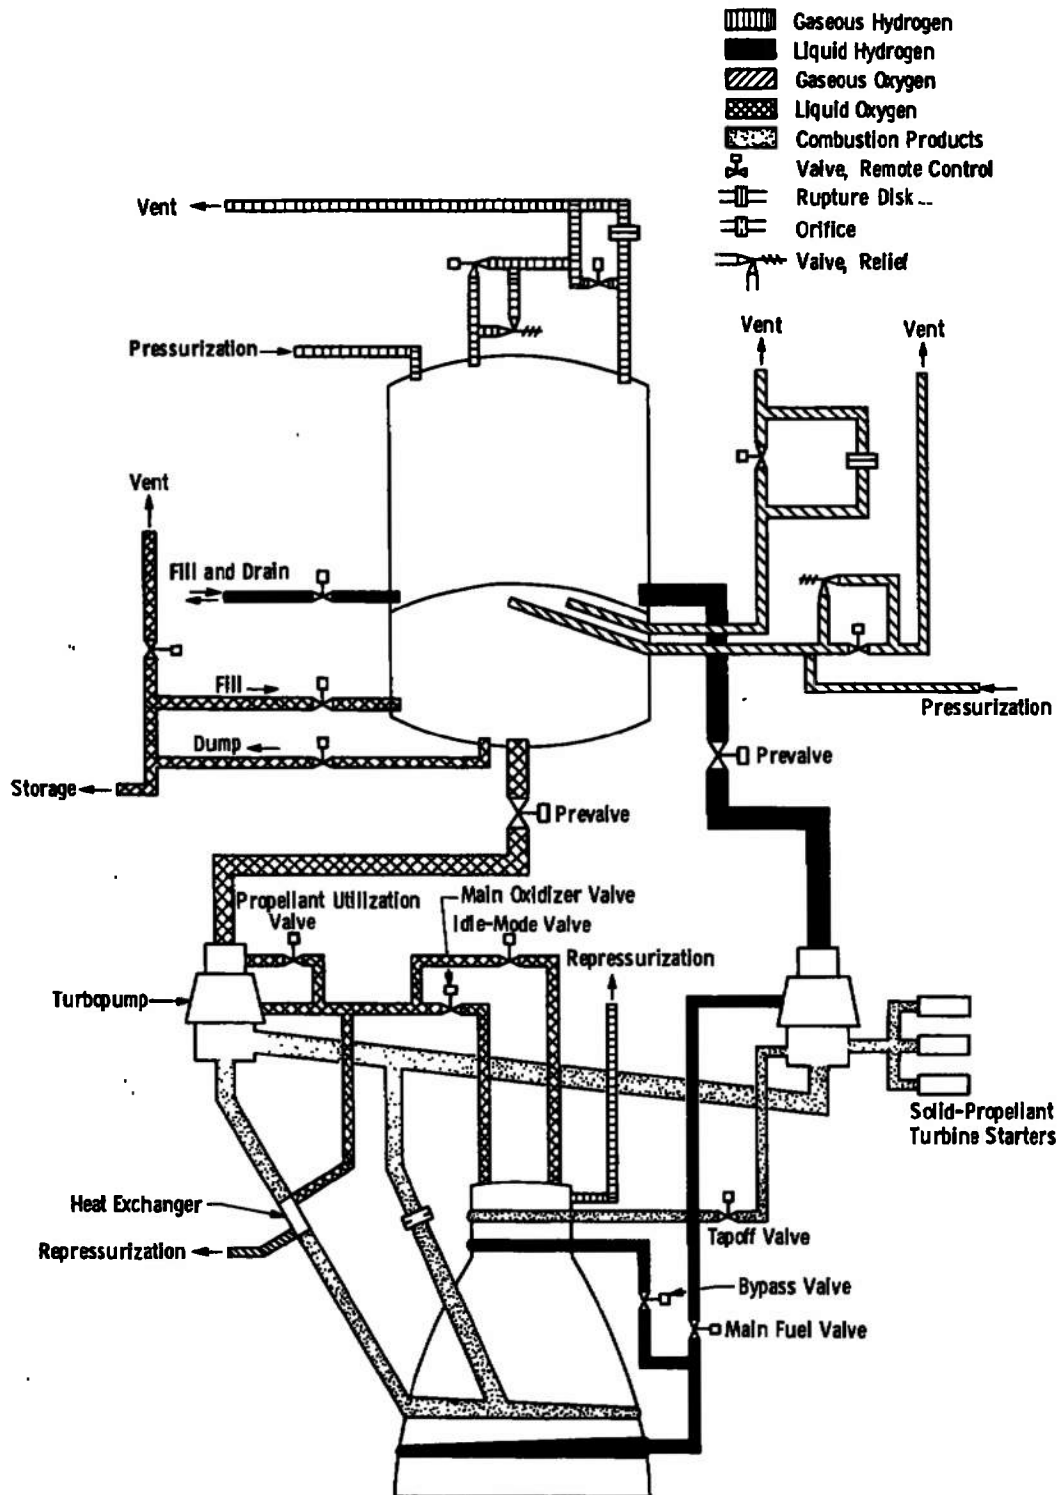 Gaseous Hydrogen
Liquid Hydrogen
Gaseous Oxygen
Liquid Oxygen
Combustion Products
Valve, Remote Control
Rupture Disk
Orifice
Valve, Relief
Vent
Pressurization
Vent
Vent
Vent
Fill and Drain
Fill
Pressurization
Dump
Prevalve
Storage
Prevalve
Main Oxidizer Valve
Propellant Utilization
Valve
Idle-Mode Valve
Repressurization
Turbopump
Solid-Propellant
Turbine Starters
Heat Exchanger
Tapoff Valve
Repressurization
Bypass Valve
Main Fuel Valve